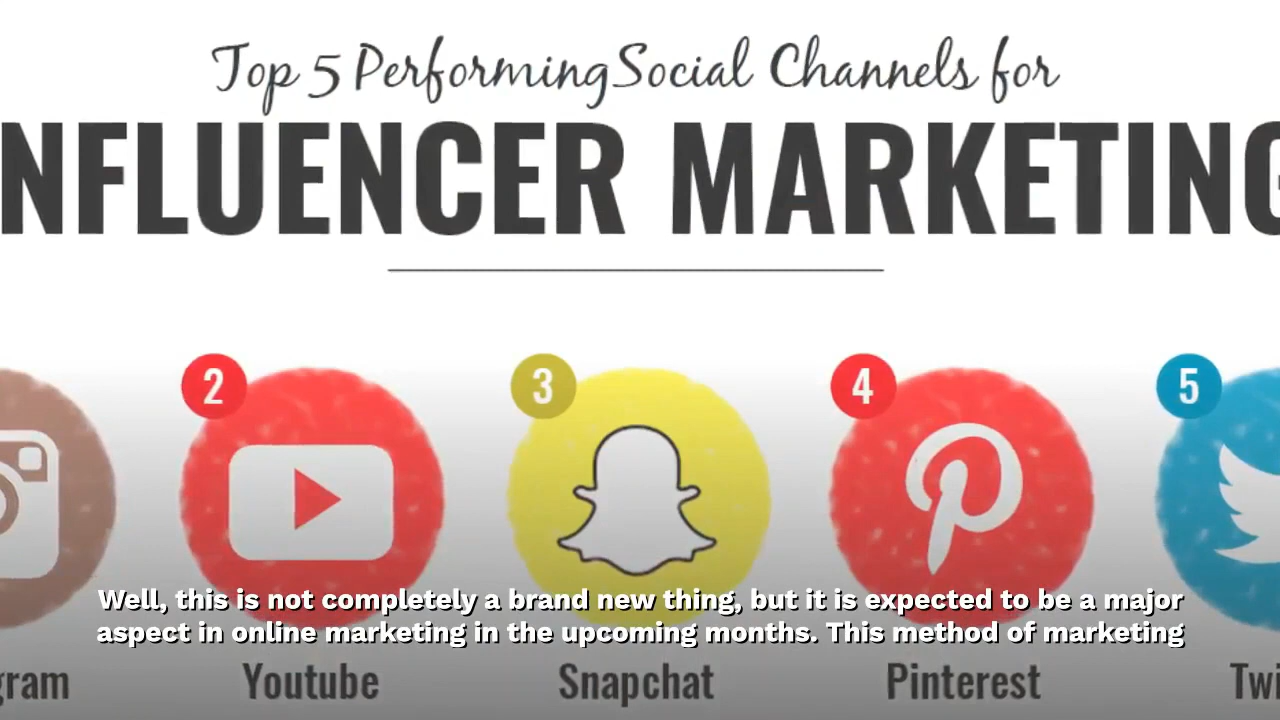 Top 5 Performing Social Channels for
NFLUENCER MARKETING
2 3 4 5
Well, this is not completely a brand new thing, but it is expected to be a major
aspect in online marketing in the upcoming months. This method of marketing
gram Youtube Snapchat Pinterest Twi